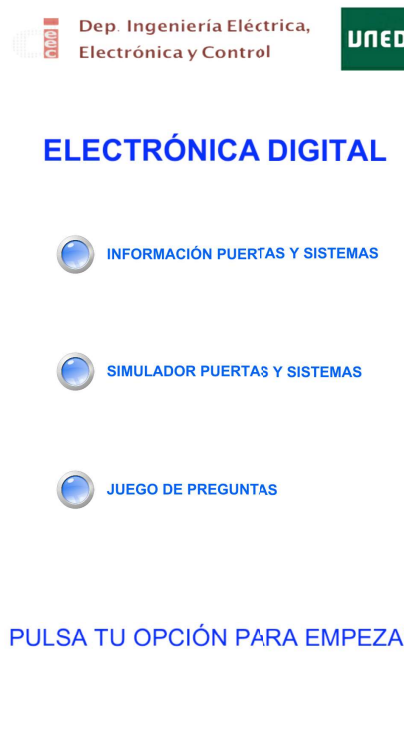 Dep. Ingeniería Eléctrica,
Electrónica y Control
UNED
ELECTRÓNICA DIGITAL
INFORMACIÓN PUERTAS Y SISTEMAS
SIMULADOR PUERTAS Y SISTEMAS
JUEGO DE PREGUNTAS
PULSA TU OPCIÓN PARA EMPEZA